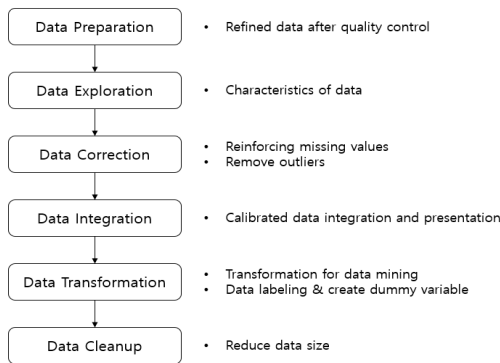 Data Preparation
• Refined data after quality control
Data Exploration
• Characteristics of data
Data Correction
• Reinforcing missing values
• Remove outliers
Data Integration
• Calibrated data integration and presentation
Data Transformation
• Transformation for data mining
• Data labeling & create dummy variable
Data Cleanup
• Reduce data size